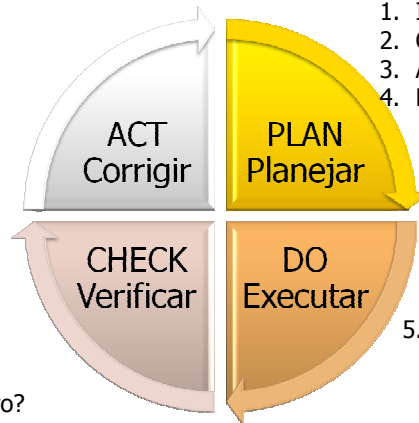 1.
2.
3.
4.
ACT
Corrigir
PLAN
Planejar
CHECK
Verificar
DO
Executar
5.